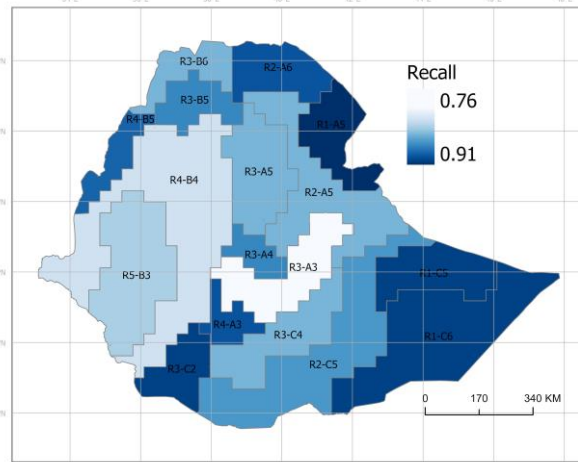 R3-B6
R2-A6
Recall
0.76
0.91
R3-B5
R4-B5
R1-A5
R4-B4
R3-A5
R2-A5
R3-A4
R3-A3
R5-B3
R1-C5
R4-A3
R3-C4
R1-C6
R3-C2
R2-C5
0 170 340 KM